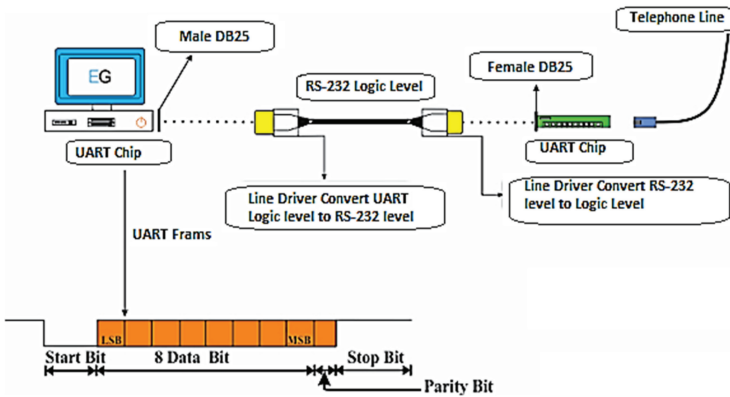 Telephone Line
Male DB25
Female DB25
RS-232 Logic Level
EG
UART Chip
UART Chip
Line Driver Convert UART
Logic level to RS-232 level
Line Driver Convert RS-232
level to Logic Level
UART Frams
LSB
MSB
Start Bit
8 Data Bit
Stop Bit
Parity Bit